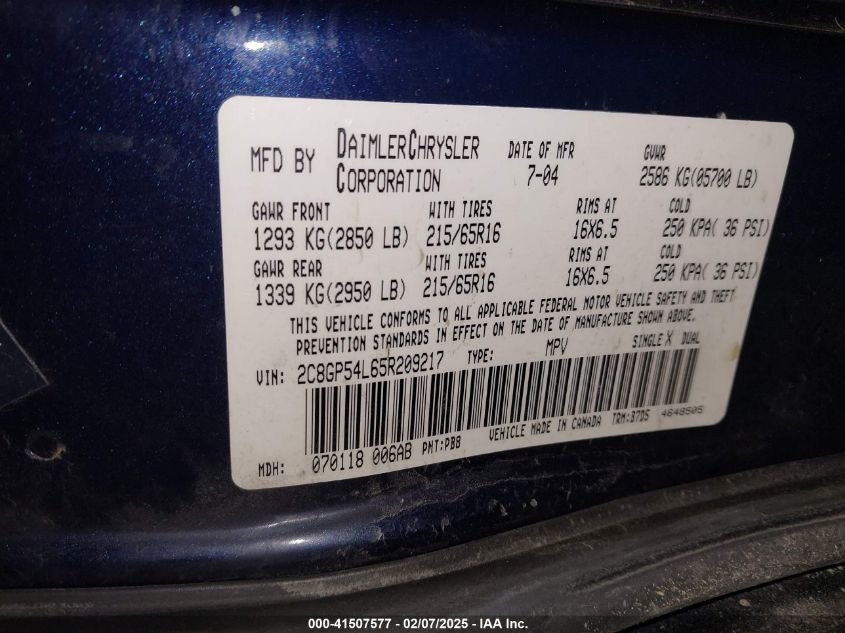 MFD BY DAIMLERCHRYSLER CORPORATION DATE OF MFR 7-04 GVWR 2586 KG(05700 LB)
GAWR FRONT WITH TIRES RIMS AT COLD
1293 KG(2850 LB) 215/65R16 16X6.5 250 KPA( 36 PSI)
GAWR REAR WITH TIRES RIMS AT COLD
1339 KG(2950 LB) 215/65R16 16X6.5 250 KPA( 36 PSI)
THIS VEHICLE CONFORMS TO ALL APPLICABLE FEDERAL MOTOR VEHICLE SAFETY AND THEFT
PREVENTION STANDARDS IN EFFECT ON THE DATE OF MANUFACTURE SHOWN ABOVE.
VIN: 2C8GP54L65R209217 TYPE: MPV SINGLE X DUAL
MDH: 070118 006AB PNT:PBB VEHICLE MADE IN CANADA TRM:B7D5 4648505
000-41507577 - 02/07/2025 - IAA Inc.